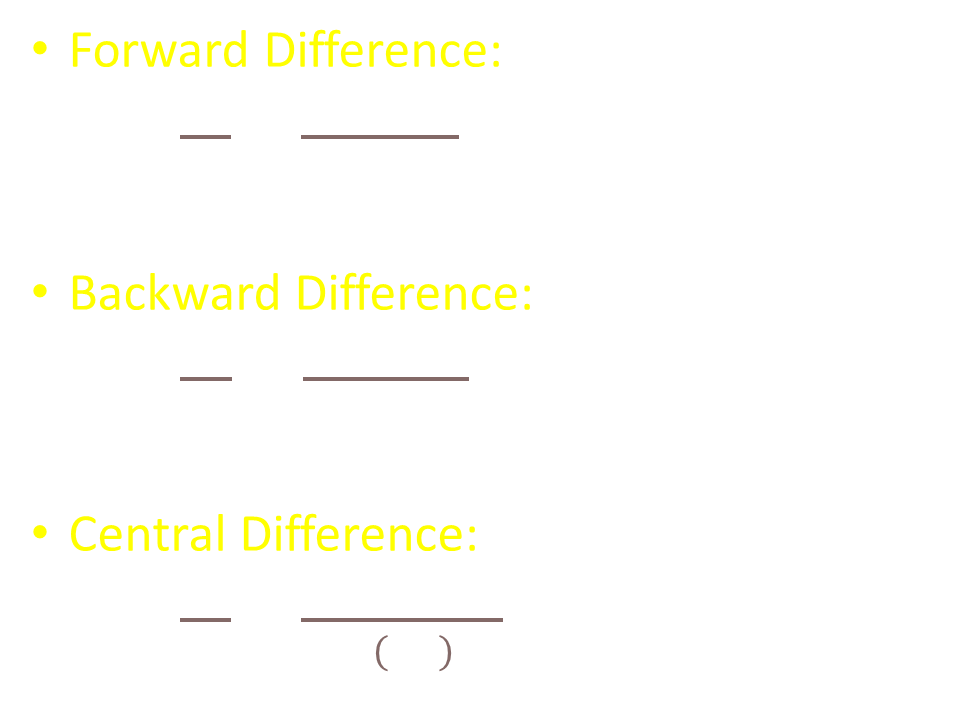 • Forward Difference:
• Backward Difference:
• Central Difference:
( )